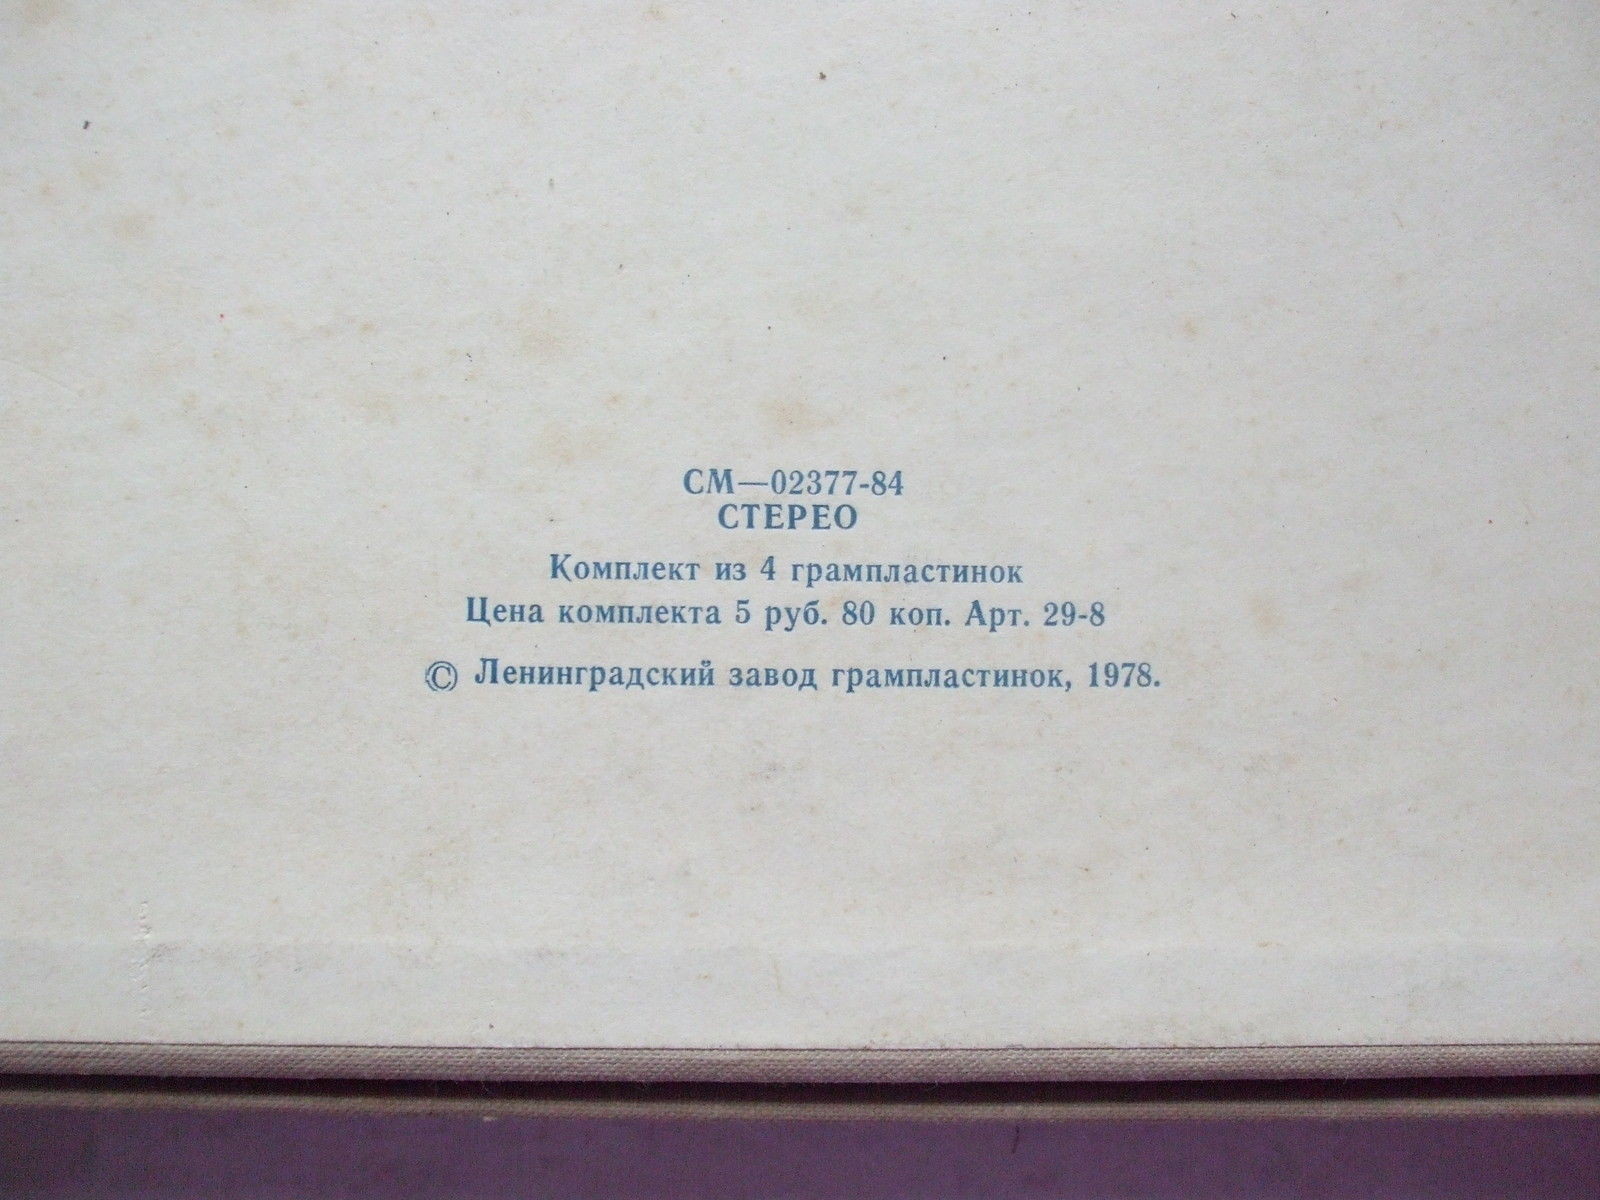 СМ—02377-84
СТЕРЕО
Комплект из 4 грампластинок
Цена комплекта 5 руб. 80 коп. Арт. 29-8
© Ленинградский завод грампластинок, 1978.